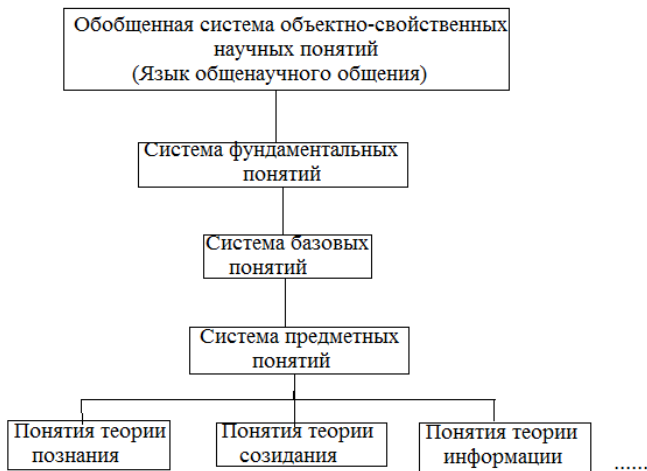 Обобщенная система объектно-свойственных
научных понятий
(Язык общенаучного общения)
Система фундаментальных
понятий
Система базовых
понятий
Система предметных
понятий
Понятия теории
познания
Понятия теории
созидания
Понятия теории
информации
......